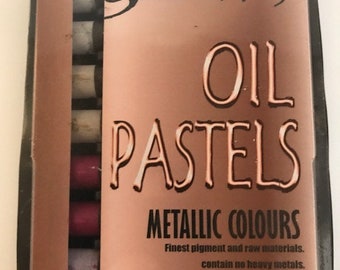 OIL
PASTELS
METALLIC COLOURS
Finest pigment and raw materials.
contain no heavy metals.